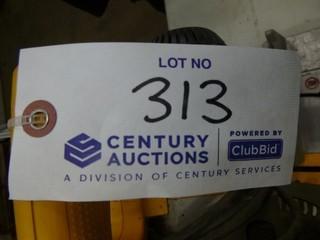 LOT NO
313
CENTURY AUCTIONS
POWERED BY
ClubBid
A DIVISION OF CENTURY SERVICES